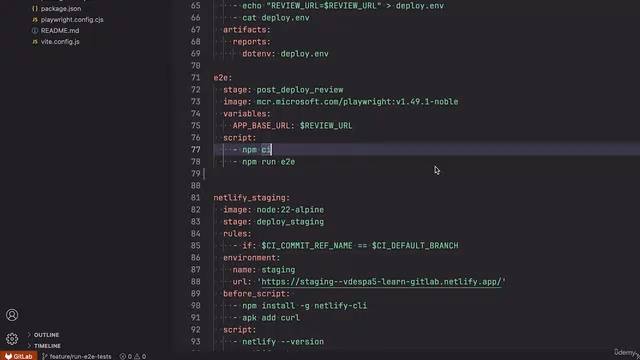 package.json
playwright.config.cjs
README.md
vite.config.js
65 - echo "REVIEW_URL=$REVIEW_URL" > deploy.env
66 - cat deploy.env
67 artifacts:
68 reports:
69 dotenv: deploy.env
70
71 e2e:
72 stage: post_deploy_review
73 image: mcr.microsoft.com/playwright:v1.49.1-noble
74 variables:
75 APP_BASE_URL: $REVIEW_URL
76 script:
77 - npm ci
78 - npm run e2e
79
80
81 netlify_staging:
82 image: node:22-alpine
83 stage: deploy_staging
84 rules:
85 - if: $CI_COMMIT_REF_NAME == $CI_DEFAULT_BRANCH
86 environment:
87 name: staging
88 url: 'https://staging--vdespa5-learn-gitlab.netlify.app/'
89 before_script:
90 - npm install -g netlify-cli
91 - apk add curl
92 script:
93 - netlify --version
OUTLINE
TIMELINE
GitLab feature/run-e2e-tests 0 0
Udemy